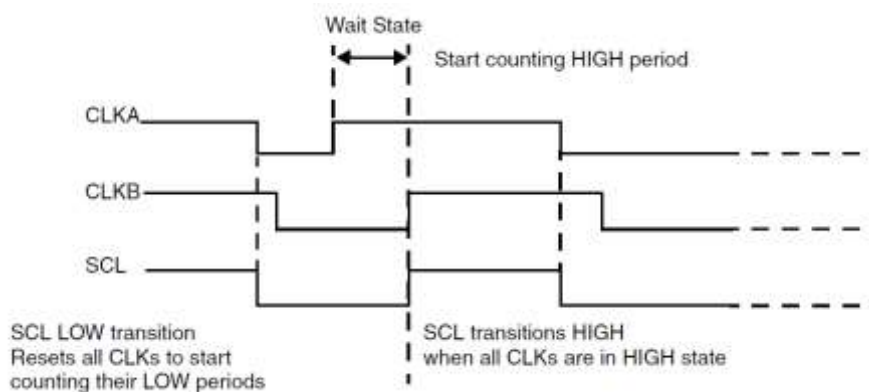 Wait State
Start counting HIGH period
CLKA
CLKB
SCL
SCL LOW transition
Resets all CLKs to start
counting their LOW periods
SCL transitions HIGH
when all CLKs are in HIGH state